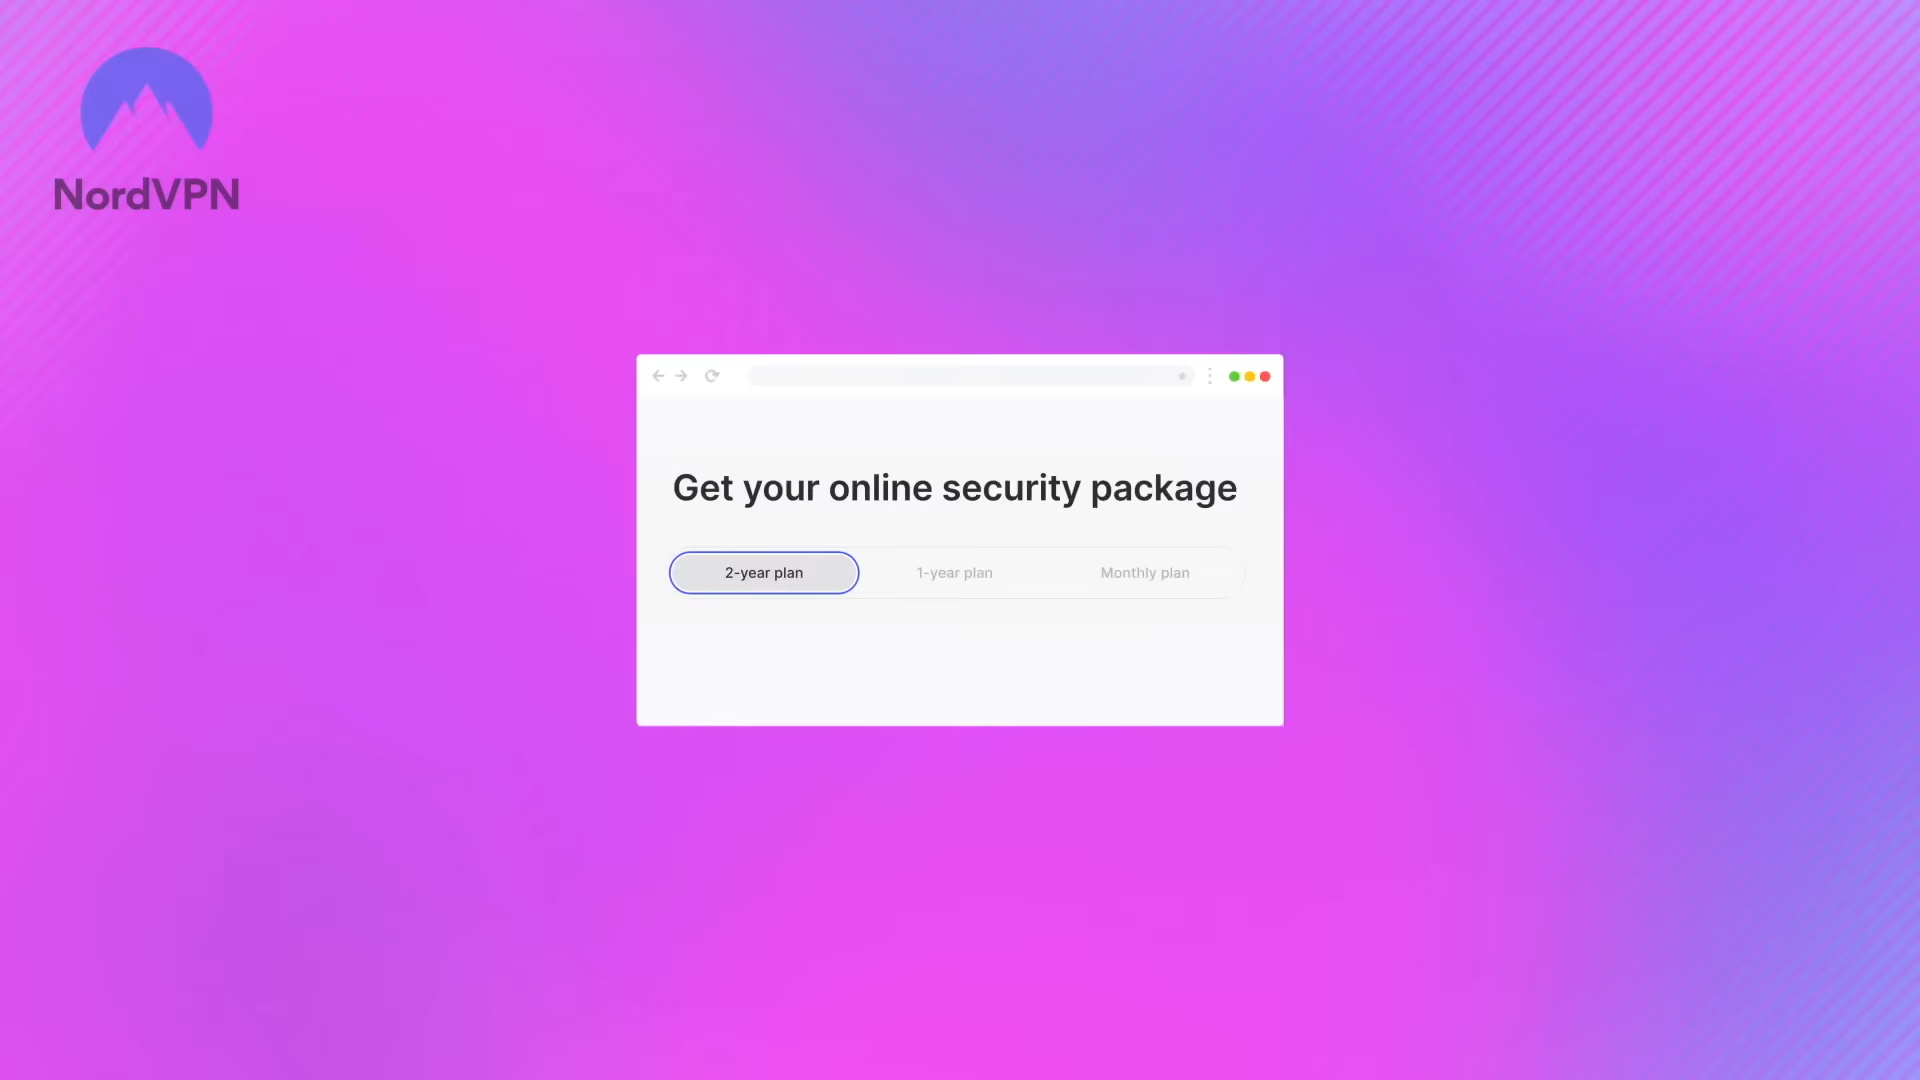 NordVPN
Get your online security package
2-year plan
1-year plan
Monthly plan